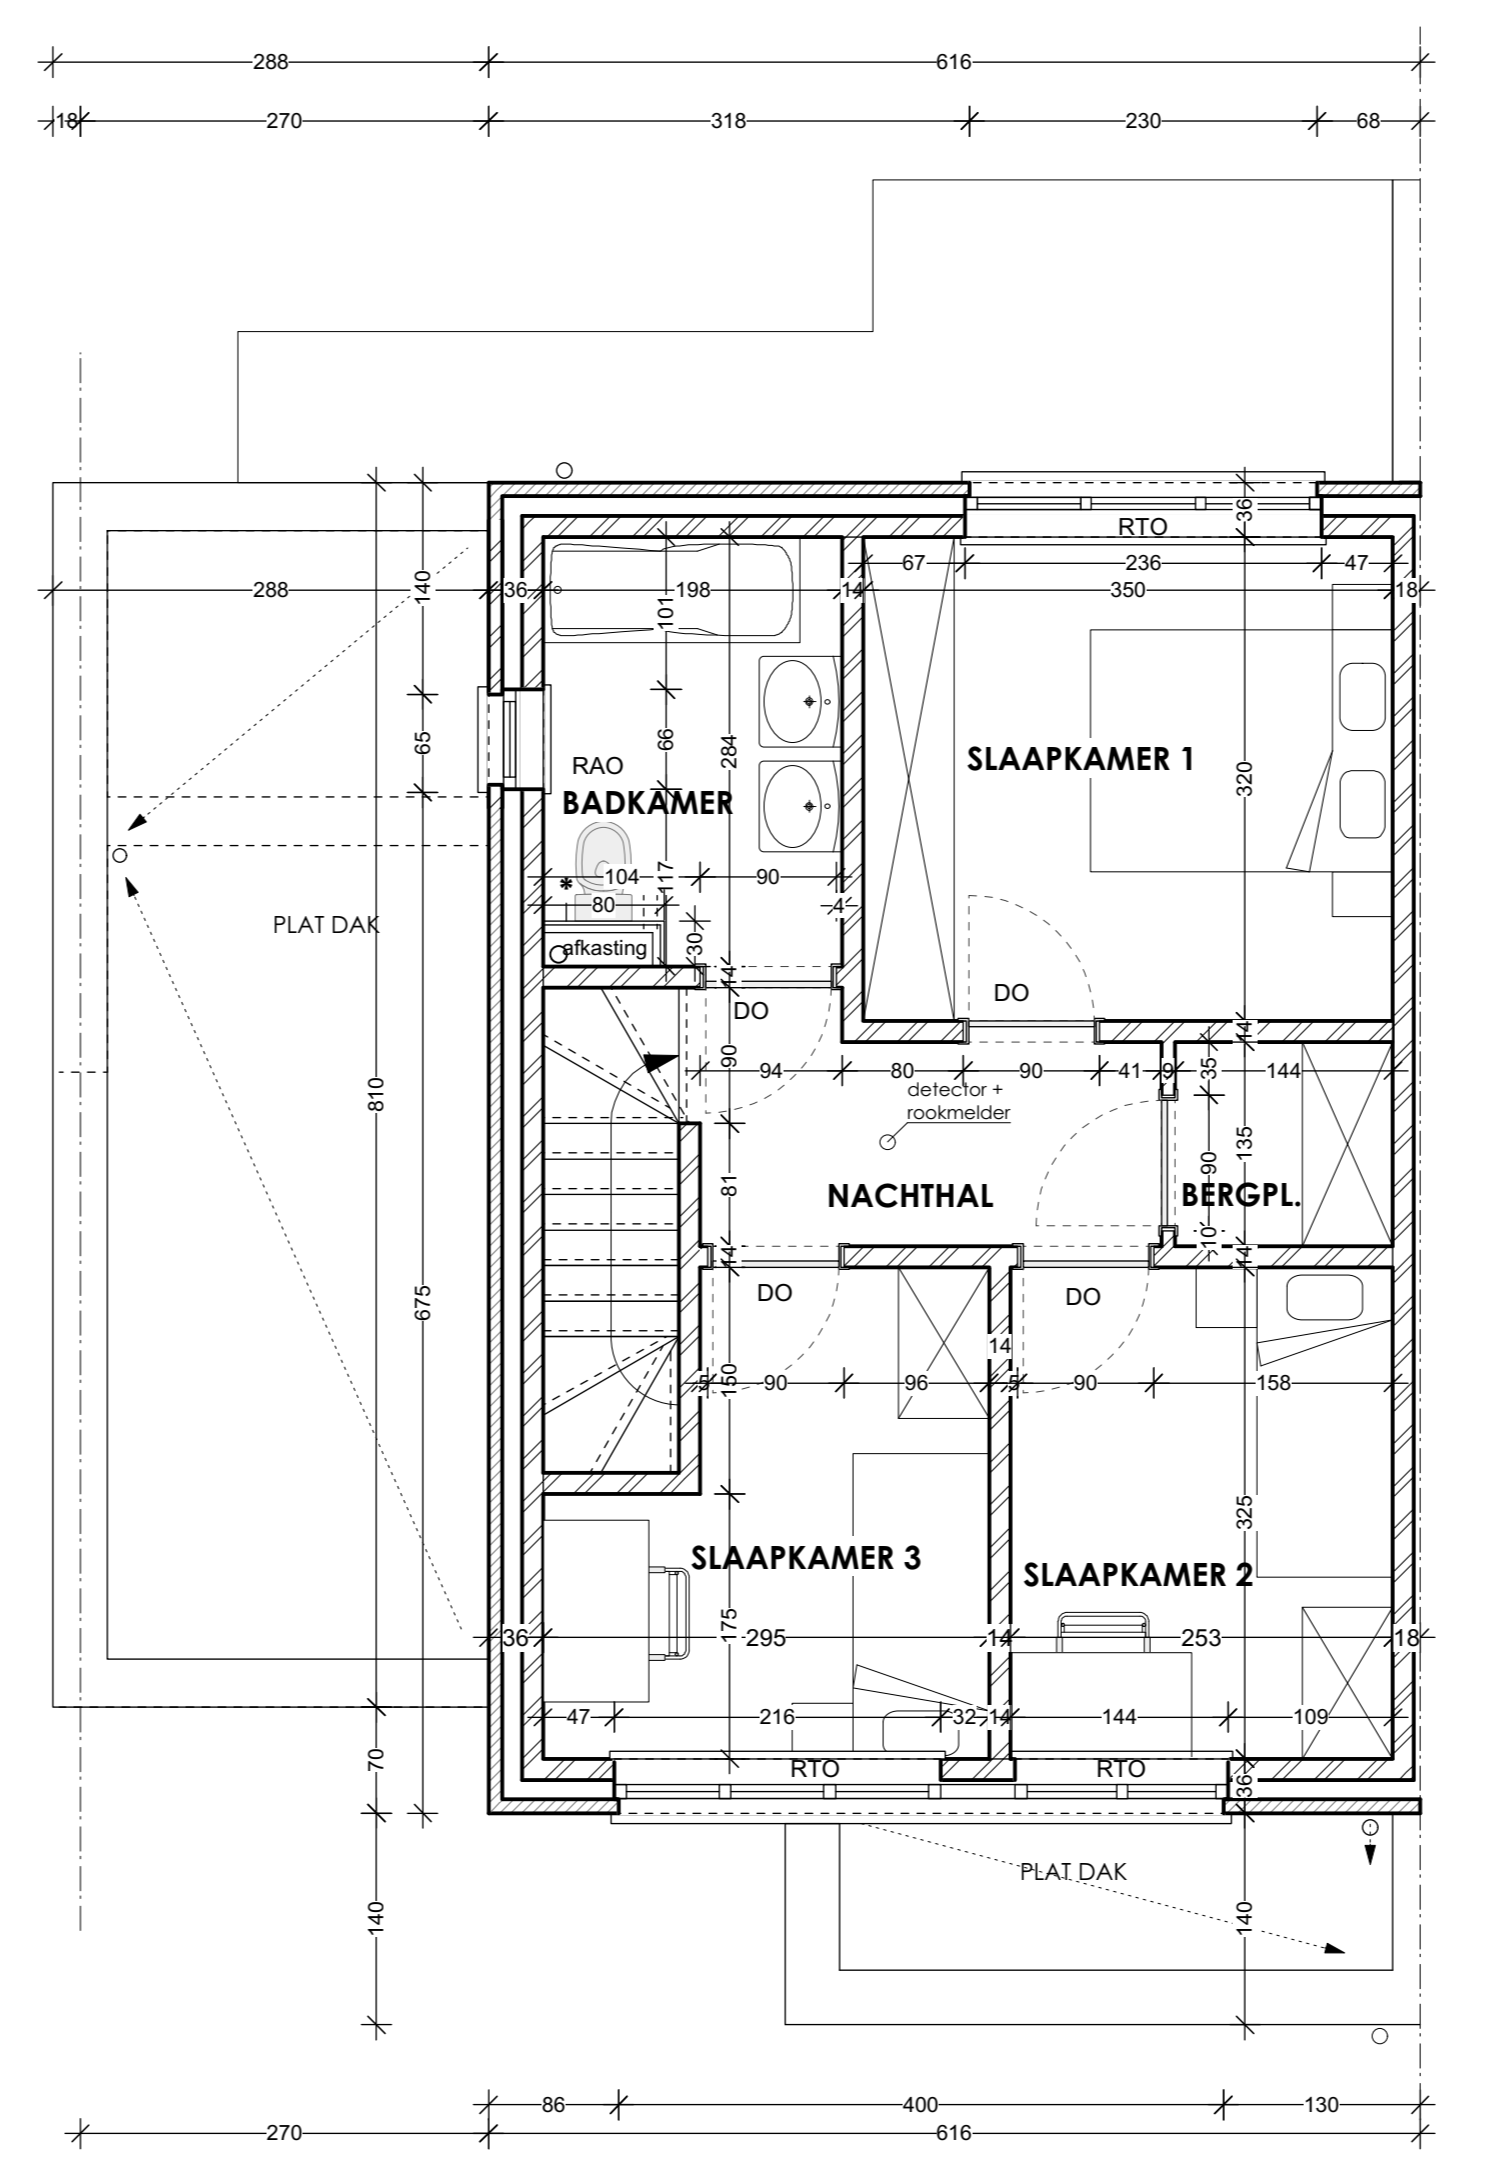 288 616
18 270 318 230 68
36
RTO
67 236 47
288 140 36 198 14 350 18
101
65 66 284
RAO
SLAAPKAMER 1
320
BADKAMER
104 117 90
* 80 4
PLAT DAK
afkasting 30
14
DO
DO
14
90 94 80 90 41 9 35 144
detector +
rookmelder
810
135
81 90
NACHTHAL BERGPL.
10
14 14
DO DO
675
14
5 150 90 96 5 90 158
325
SLAAPKAMER 3
SLAAPKAMER 2
36 175 295 14 253 18
47 216 32 14 144 109
70 RTO RTO 36
PLAT DAK
140 140
86 400 130
270 616